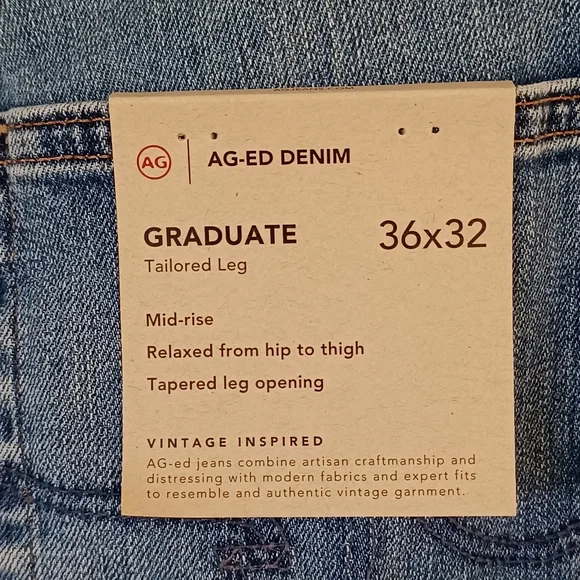 AG
AG-ED DENIM
GRADUATE
36x32
Tailored Leg
Mid-rise
Relaxed from hip to thigh
Tapered leg opening
VINTAGE INSPIRED
AG-ed jeans combine artisan craftmanship and
distressing with modern fabrics and expert fits
to resemble and authentic vintage garnment.